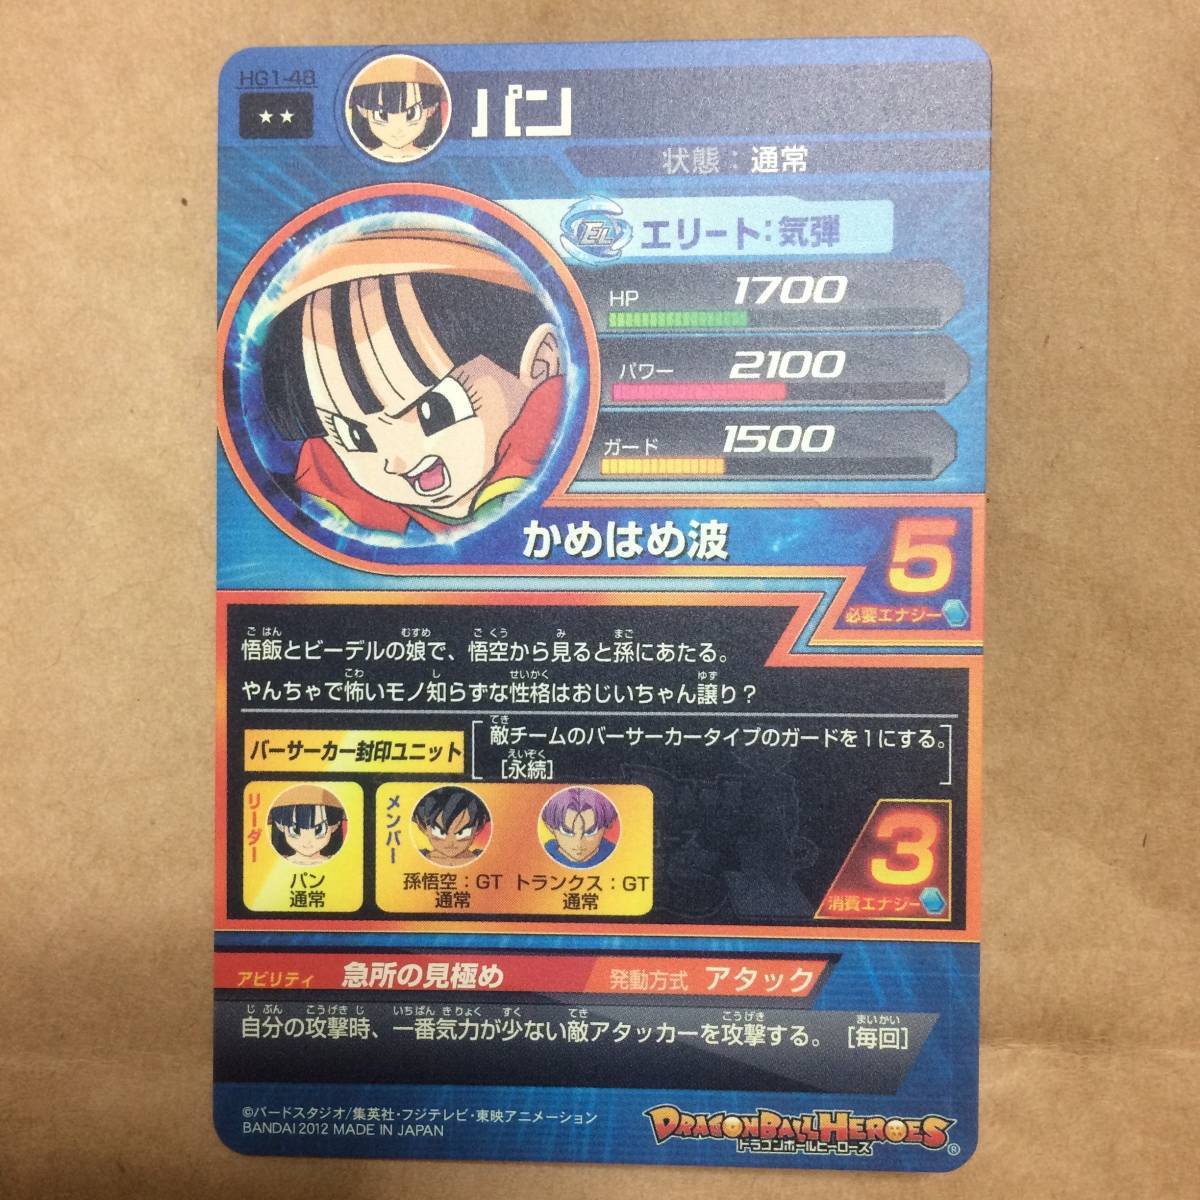 HG1-48
★★
パン
状態：通常
EL エリート：気弾
HP 1700
パワー 2100
ガード 1500
かめはめ波
5
必要エナジー
ごはん むすめ ごくう み まご
悟飯とビーデルの娘で、悟空から見ると孫にあたる。
こわ し せいかく ゆず
やんちゃで怖いモノ知らずな性格はおじいちゃん譲り？
バーサーカー封印ユニット
てき
敵チームのバーサーカータイプのガードを1にする。
えいぞく
[永続]
リーダー
パン
通常
メンバー
孫悟空：GT
通常
トランクス：GT
通常
3
消費エナジー
アビリティ 急所の見極め 発動方式 アタック
じぶん こうげきじ いちばん きりょく すく てき こうげき まいかい
自分の攻撃時、一番気力が少ない敵アタッカーを攻撃する。［毎回］
©バードスタジオ/集英社・フジテレビ・東映アニメーション
BANDAI 2012 MADE IN JAPAN
DRAGONBALL HEROES
ドラゴンボールヒーローズ ®